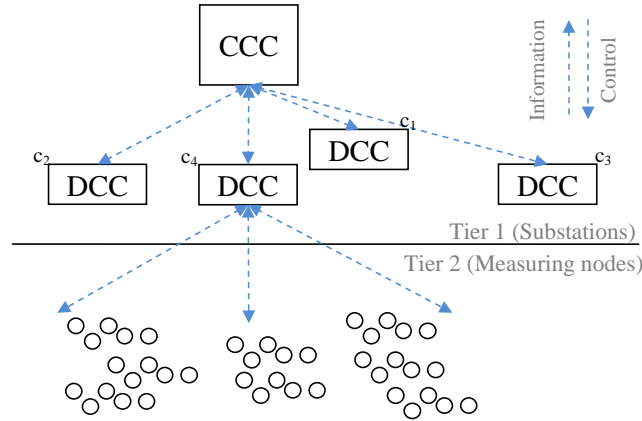 CCC
Information
Control
c1
DCC
c2
DCC
c4
DCC
c3
DCC
Tier 1 (Substations)
Tier 2 (Measuring nodes)